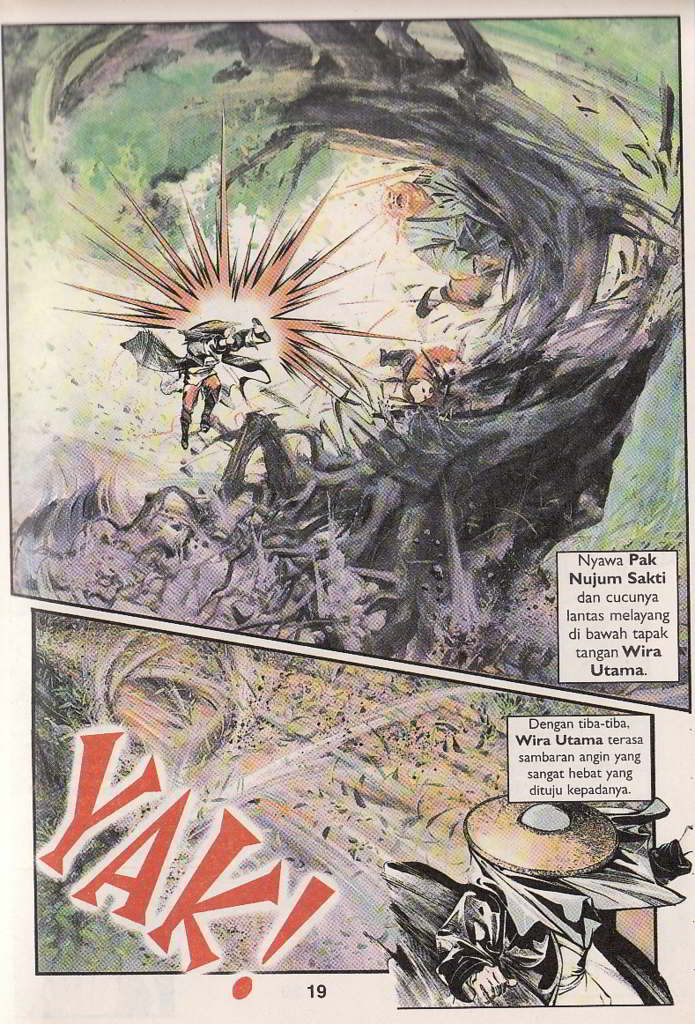 Nyawa Pak
Nujum Sakti
dan cucunya
lantas melayang
di bawah tapak
tangan Wira
Utama.
Dengan tiba-tiba,
Wira Utama terasa
sambaran angin yang
sangat hebat yang
dituju kepadanya.
YAK!
19